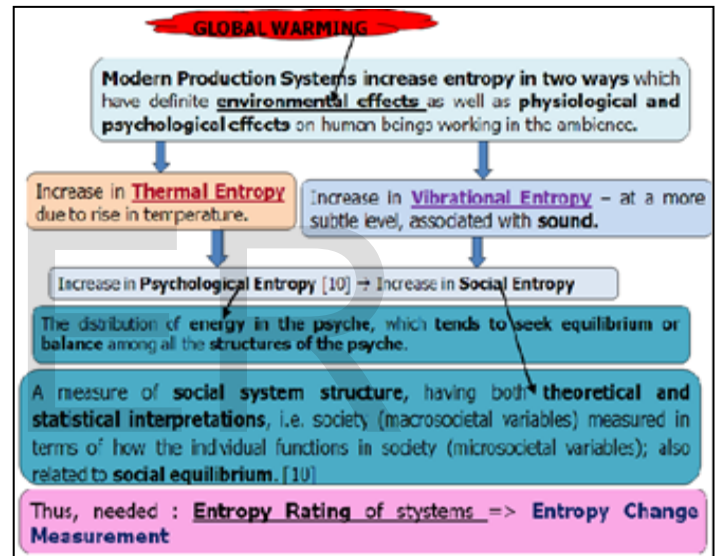 GLOBAL WARMING
Modern Production Systems increase entropy in two ways which
have definite environmental effects as well as physiological and
psychological effects on human beings working in the ambience.
Increase in Thermal Entropy
due to rise in temperature.
Increase in Vibrational Entropy – at a more
subtle level, associated with sound.
Increase in Psychological Entropy [10] → Increase in Social Entropy
The distribution of energy in the psyche, which tends to seek equilibrium or
balance among all the structures of the psyche.
A measure of social system structure, having both theoretical and
statistical interpretations, i.e. society (macrosocietal variables) measured in
terms of how the individual functions in society (microsocietal variables); also
related to social equilibrium. [10]
Thus, needed : Entropy Rating of stystems => Entropy Change
Measurement
ER